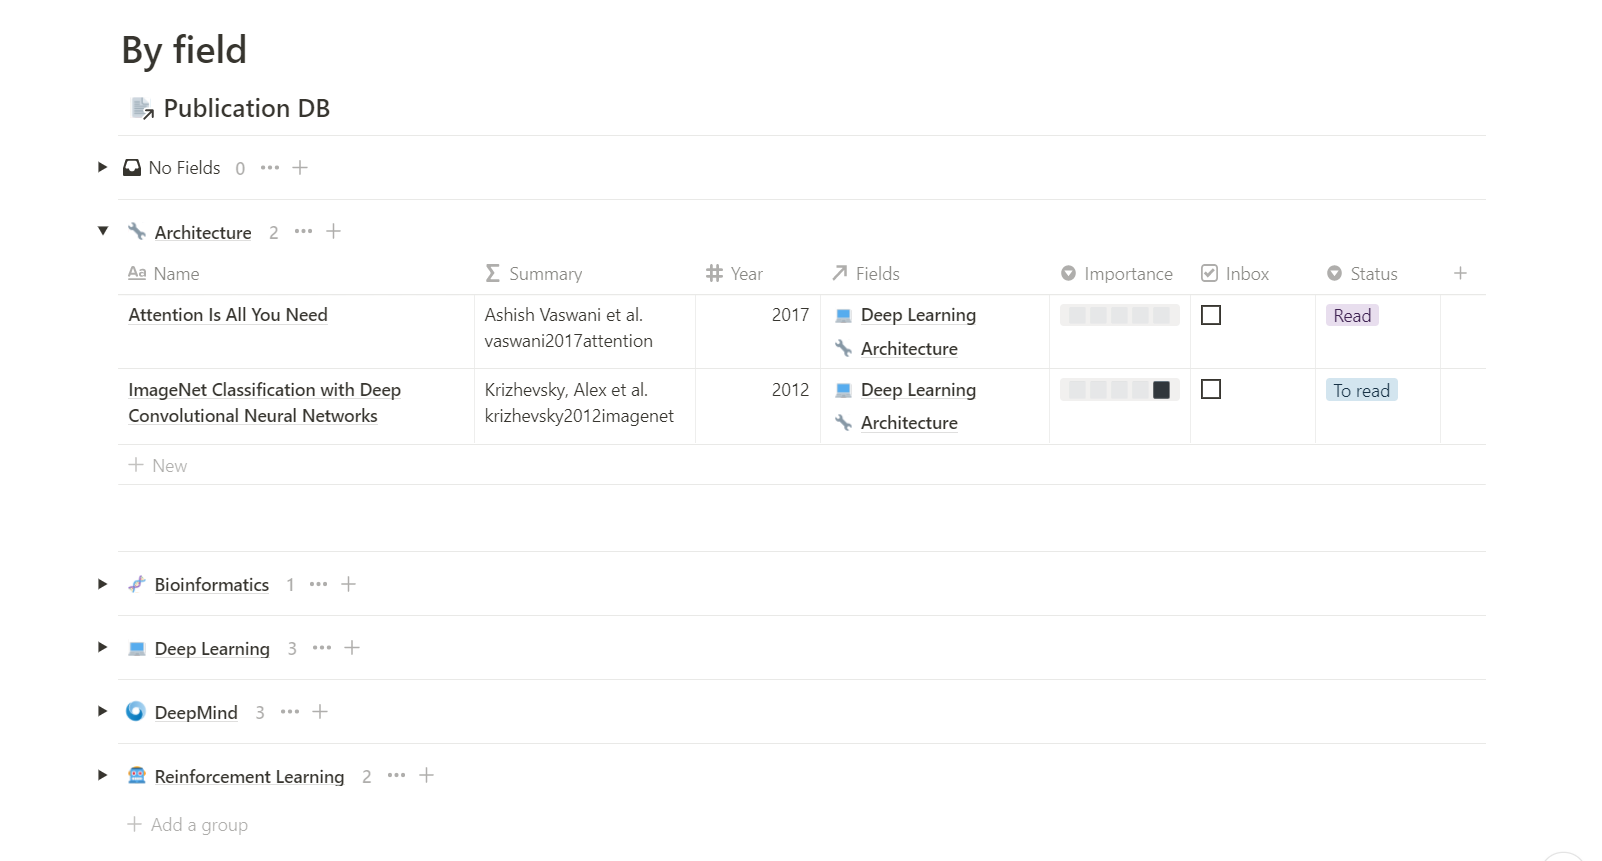 By field
Publication DB
No Fields 0 ••• +
Architecture 2 ••• +
Aa Name Σ Summary # Year Fields Importance Inbox Status +
Attention Is All You Need Ashish Vaswani et al. 2017 Deep Learning Read
vaswani2017attention Architecture
ImageNet Classification with Deep Krizhevsky, Alex et al. 2012 Deep Learning To read
Convolutional Neural Networks krizhevsky2012imagenet Architecture
+ New
Bioinformatics 1 ••• +
Deep Learning 3 ••• +
DeepMind 3 ••• +
Reinforcement Learning 2 ••• +
+ Add a group